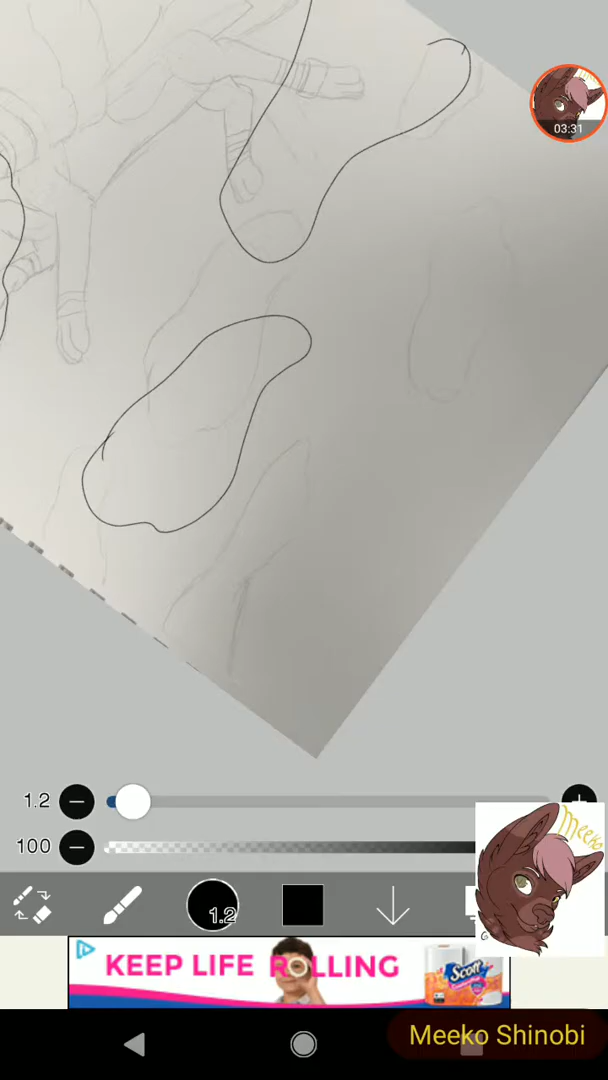 03:31
1.2
100
Meeko
1.2
KEEP LIFE ROLLING
Scott
Meeko Shinobi